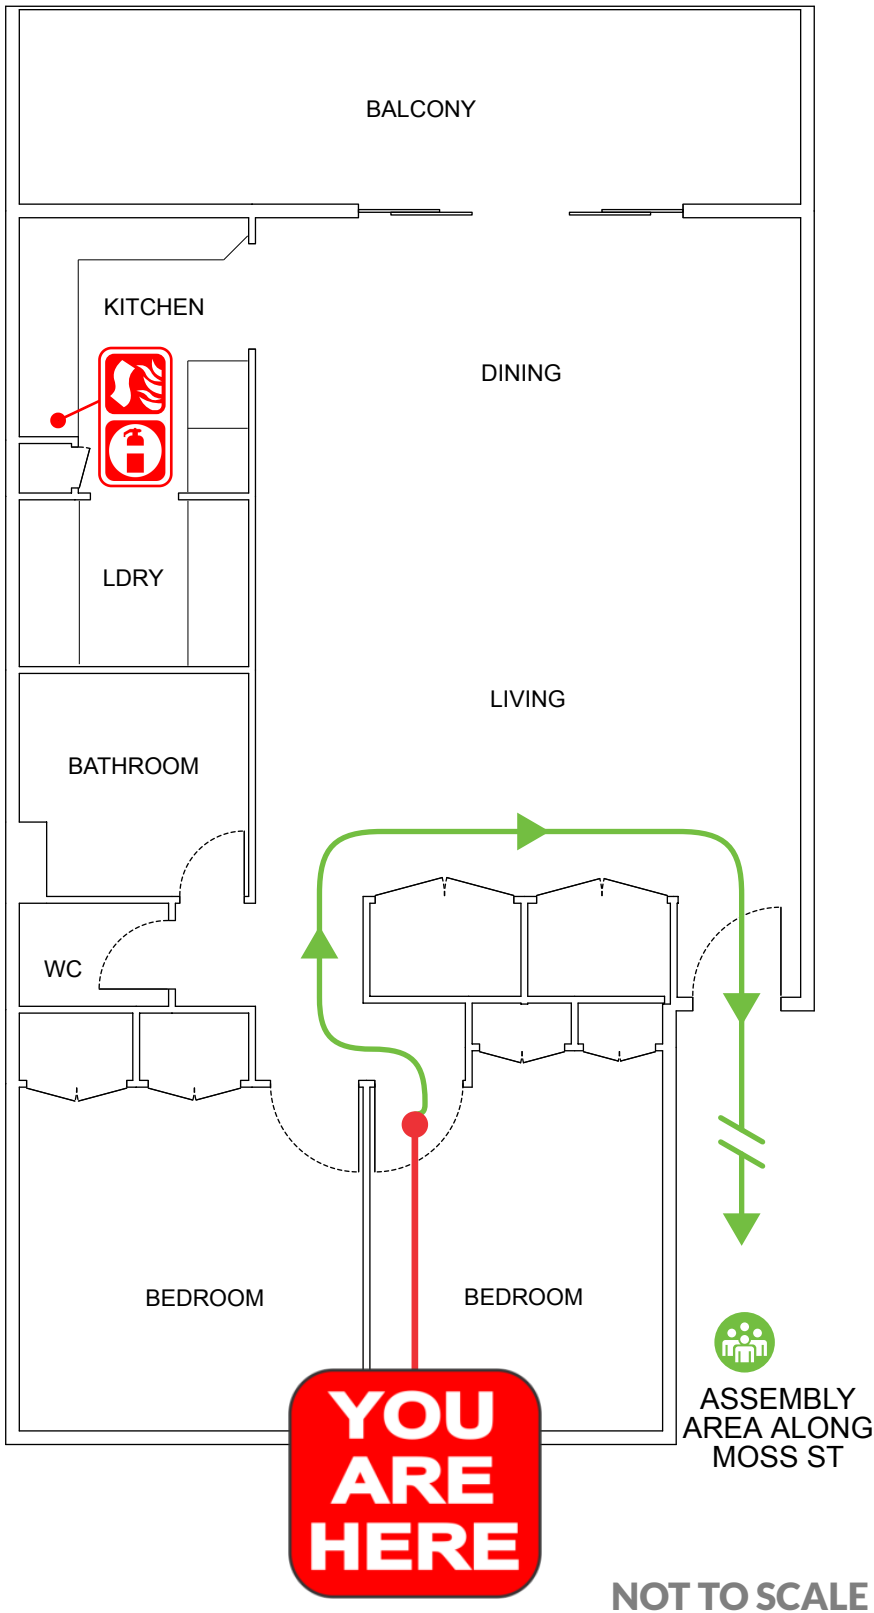 BALCONY
KITCHEN
DINING
LDRY
LIVING
BATHROOM
WC
BEDROOM
BEDROOM
YOU
ARE
HERE
ASSEMBLY
AREA ALONG
MOSS ST
NOT TO SCALE